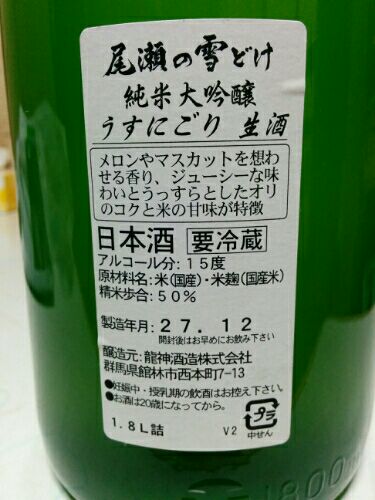 尾瀬の雪どけ
純米大吟醸
うすにごり 生酒
メロンやマスカットを想わ
せる香り、ジューシーな味
わいとうっすらとしたオリ
のコクと米の甘味が特徴
日本酒 要冷蔵
アルコール分:15度
原材料名:米(国産)・米麹(国産米)
精米歩合:50%
製造年月:27.12
開封後はお早めにお飲み下さい
醸造元:龍神酒造株式会社
群馬県館林市西本町7-13
●妊娠中・授乳期の飲酒はお控え下さい。
●お酒は20歳になってから。
1.8L詰 V2
プラ
中せん
1800